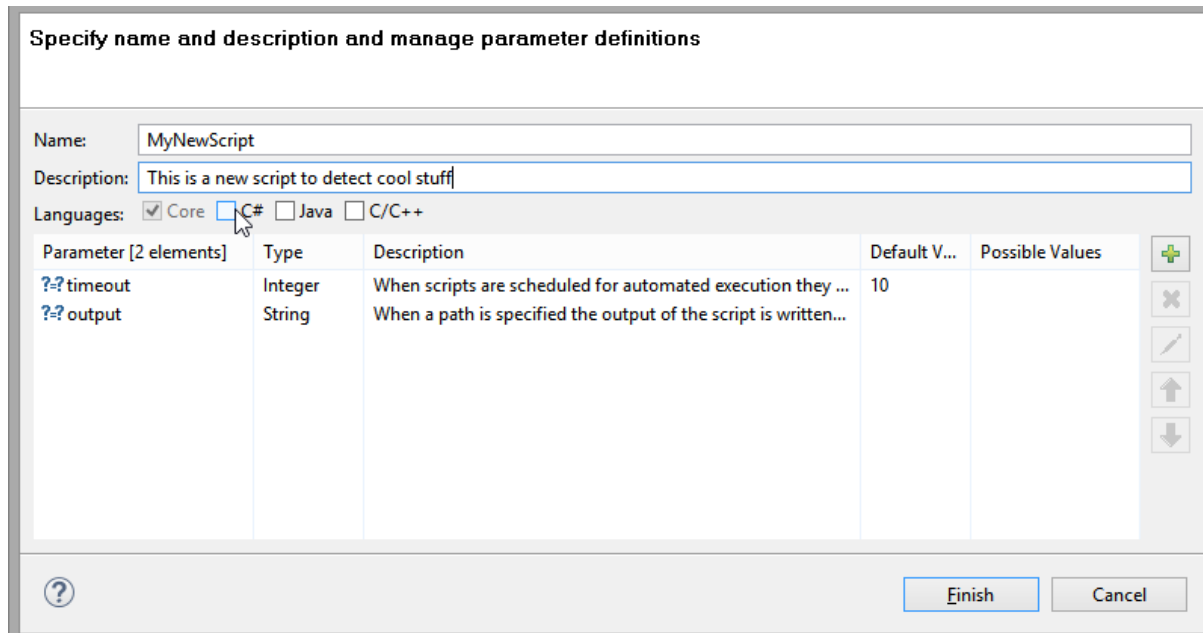 Specify name and description and manage parameter definitions
Name: MyNewScript
Description: This is a new script to detect cool stuff
Languages: Core C# Java C/C++
Parameter [2 elements] Type Description Default V... Possible Values
?=? timeout Integer When scripts are scheduled for automated execution they ... 10
?=? output String When a path is specified the output of the script is written...
? Finish Cancel